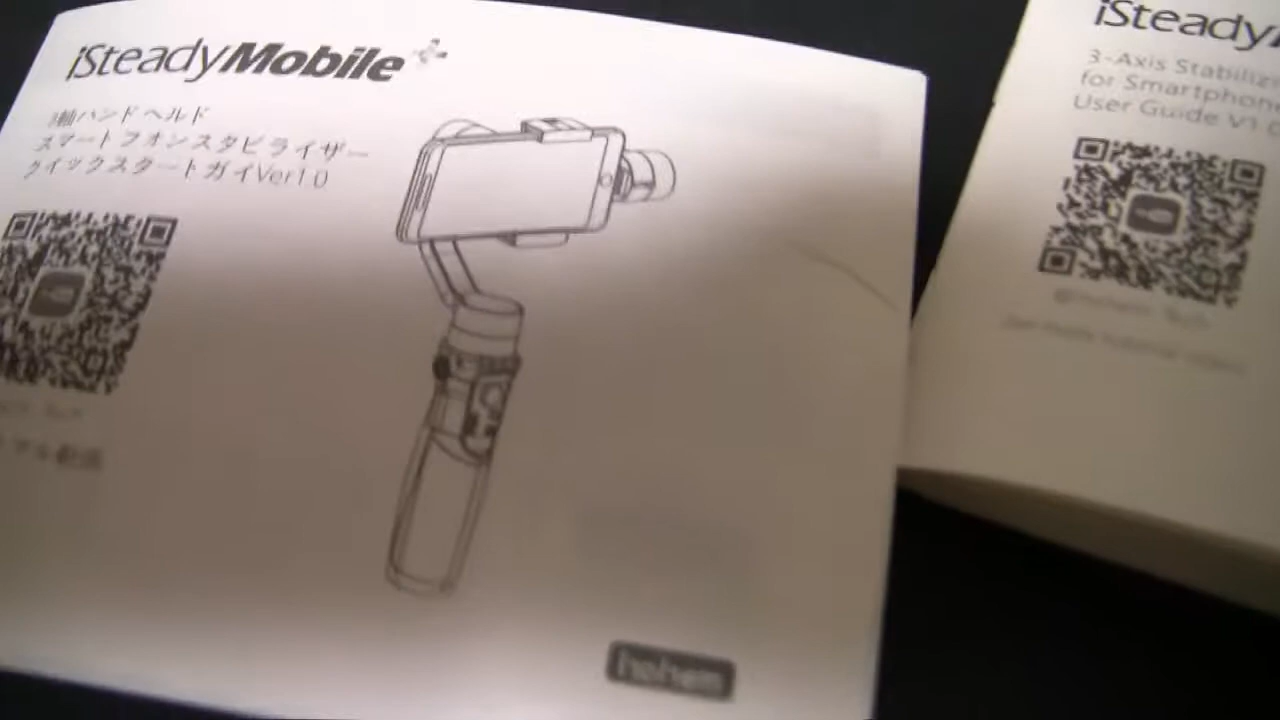 iSteadyMobile+
3軸ハンドヘルド
スマートフォンスタビライザー
クイックスタートガイVer1.0
hohem
iSteady
3-Axis Stabiliz
for Smartphon
User Guide V1.0